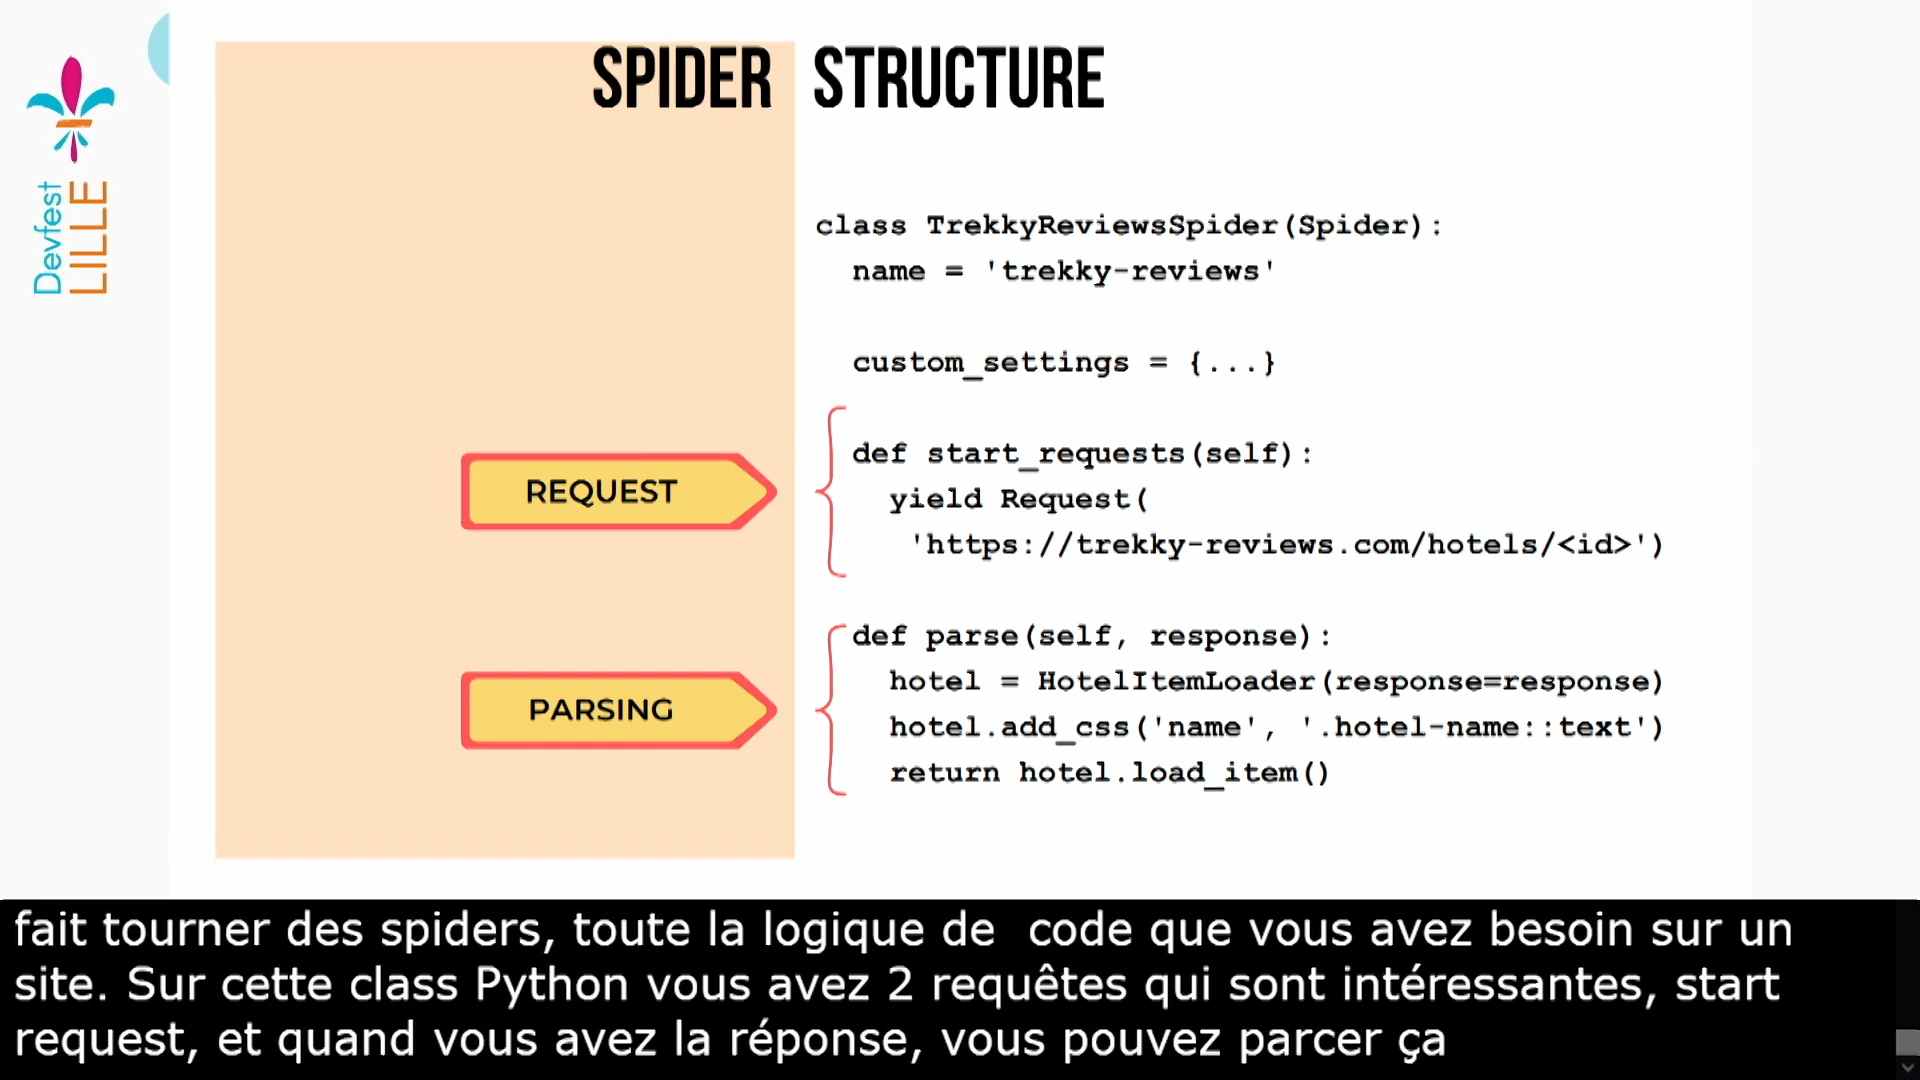 Devfest
LILLE
SPIDER STRUCTURE
class TrekkyReviewsSpider(Spider):
name = 'trekky-reviews'
custom_settings = {...}
REQUEST
def start_requests(self):
yield Request(
'https://trekky-reviews.com/hotels/<id>')
PARSING
def parse(self, response):
hotel = HotelItemLoader(response=response)
hotel.add_css('name', '.hotel-name::text')
return hotel.load_item()
fait tourner des spiders, toute la logique de  code que vous avez besoin sur un
site. Sur cette class Python vous avez 2 requêtes qui sont intéressantes, start
request, et quand vous avez la réponse, vous pouvez parcer ça